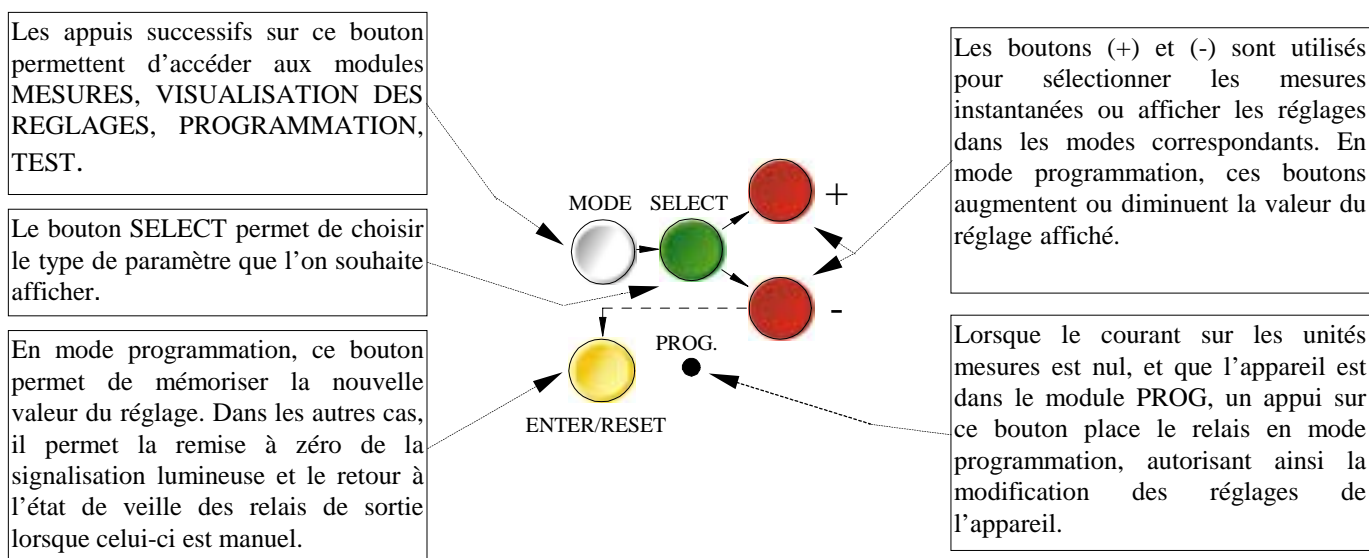 Les appuis successifs sur ce bouton
permettent d'accéder aux modules
MESURES, VISUALISATION DES
REGLAGES, PROGRAMMATION,
TEST.
Le bouton SELECT permet de choisir
le type de paramètre que l'on souhaite
afficher.
En mode programmation, ce bouton
permet de mémoriser la nouvelle
valeur du réglage. Dans les autres cas,
il permet la remise à zéro de la
signalisation lumineuse et le retour à
l'état de veille des relais de sortie
lorsque celui-ci est manuel.
MODE SELECT
+
-
PROG.
ENTER/RESET
Les boutons (+) et (-) sont utilisés
pour sélectionner les mesures
instantanées ou afficher les réglages
dans les modes correspondants. En
mode programmation, ces boutons
augmentent ou diminuent la valeur du
réglage affiché.
Lorsque le courant sur les unités
mesures est nul, et que l'appareil est
dans le module PROG, un appui sur
ce bouton place le relais en mode
programmation, autorisant ainsi la
modification des réglages de
l'appareil.